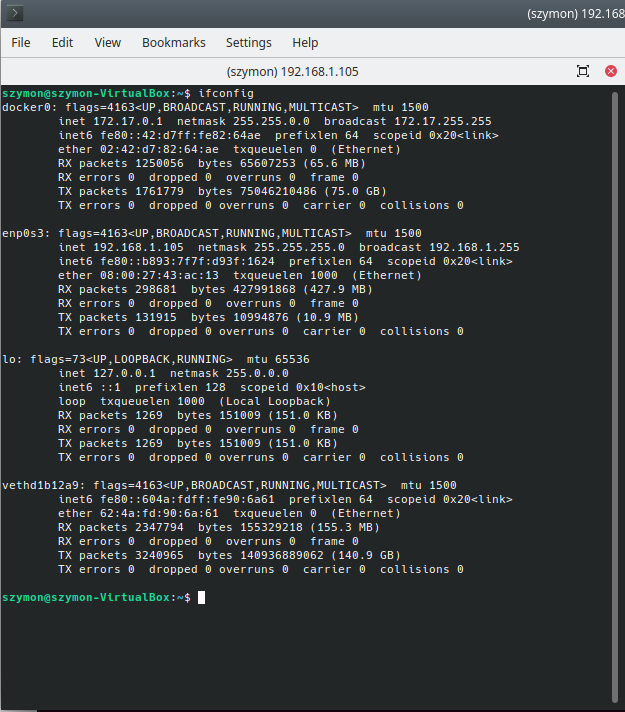 (szymon) 192.168
File Edit View Bookmarks Settings Help
(szymon) 192.168.1.105
szymon@szymon-VirtualBox:~$ ifconfig
docker0: flags=4163<UP,BROADCAST,RUNNING,MULTICAST>  mtu 1500
        inet 172.17.0.1  netmask 255.255.0.0  broadcast 172.17.255.255
        inet6 fe80::42:d7ff:fe82:64ae  prefixlen 64  scopeid 0x20<link>
        ether 02:42:d7:82:64:ae  txqueuelen 0  (Ethernet)
        RX packets 1250056  bytes 65607253 (65.6 MB)
        RX errors 0  dropped 0  overruns 0  frame 0
        TX packets 1761779  bytes 75046210486 (75.0 GB)
        TX errors 0  dropped 0 overruns 0  carrier 0  collisions 0

enp0s3: flags=4163<UP,BROADCAST,RUNNING,MULTICAST>  mtu 1500
        inet 192.168.1.105  netmask 255.255.255.0  broadcast 192.168.1.255
        inet6 fe80::b893:7f7f:d93f:1624  prefixlen 64  scopeid 0x20<link>
        ether 08:00:27:43:ac:13  txqueuelen 1000  (Ethernet)
        RX packets 298681  bytes 427991868 (427.9 MB)
        RX errors 0  dropped 0  overruns 0  frame 0
        TX packets 131915  bytes 10994876 (10.9 MB)
        TX errors 0  dropped 0 overruns 0  carrier 0  collisions 0

lo: flags=73<UP,LOOPBACK,RUNNING>  mtu 65536
        inet 127.0.0.1  netmask 255.0.0.0
        inet6 ::1  prefixlen 128  scopeid 0x10<host>
        loop  txqueuelen 1000  (Local Loopback)
        RX packets 1269  bytes 151009 (151.0 KB)
        RX errors 0  dropped 0  overruns 0  frame 0
        TX packets 1269  bytes 151009 (151.0 KB)
        TX errors 0  dropped 0 overruns 0  carrier 0  collisions 0

vethd1b12a9: flags=4163<UP,BROADCAST,RUNNING,MULTICAST>  mtu 1500
        inet6 fe80::604a:fdff:fe90:6a61  prefixlen 64  scopeid 0x20<link>
        ether 62:4a:fd:90:6a:61  txqueuelen 0  (Ethernet)
        RX packets 2347794  bytes 155329218 (155.3 MB)
        RX errors 0  dropped 0  overruns 0  frame 0
        TX packets 3240965  bytes 140936889062 (140.9 GB)
        TX errors 0  dropped 0 overruns 0  carrier 0  collisions 0

szymon@szymon-VirtualBox:~$